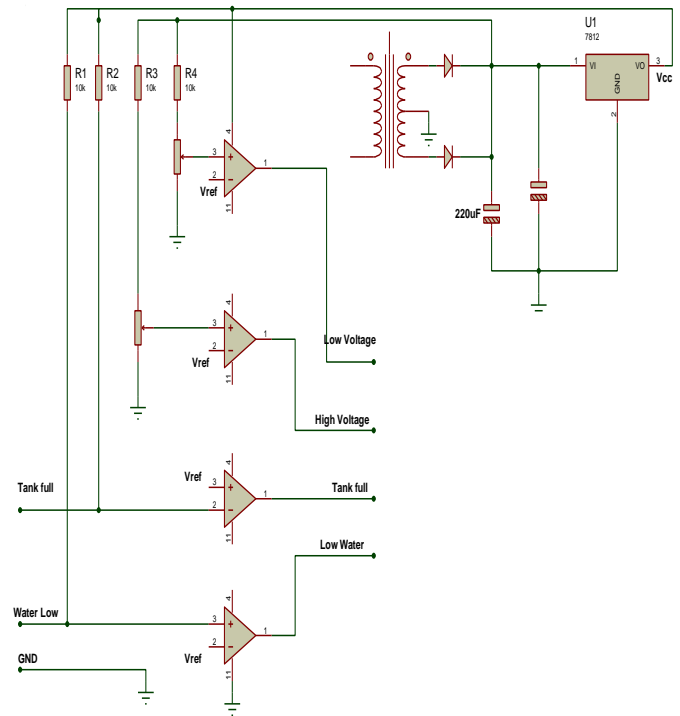 U1
7812
R1
10k
R2
10k
R3
10k
R4
10k
1
VI
VO
3
GND
2
Vcc
4
3
+
2
−
1
11
Vref
220uF
4
3
+
2
−
1
11
Vref
Low Voltage
High Voltage
4
Vref
3
+
2
−
1
11
Tank full
Tank full
Low Water
4
3
+
2
−
1
11
Water Low
Vref
GND